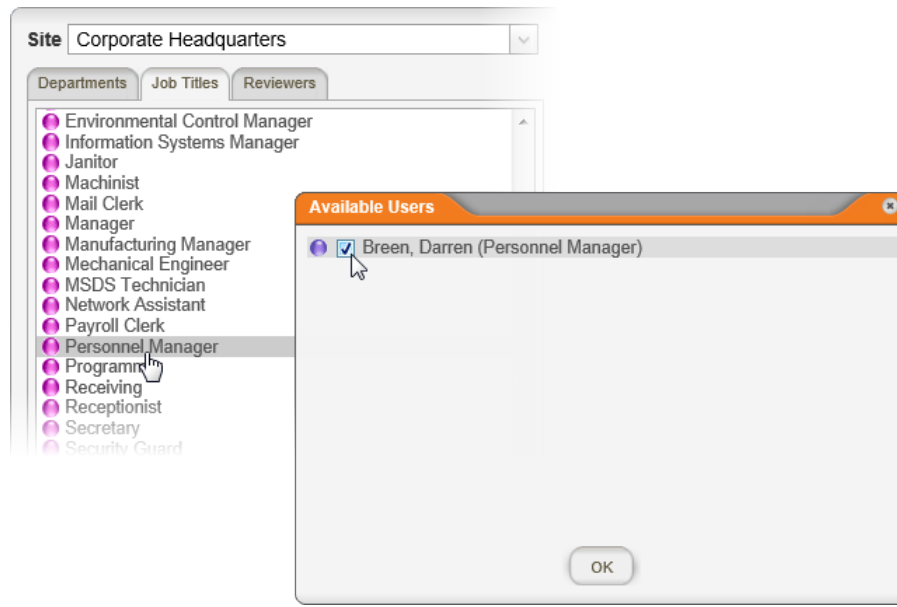 Site Corporate Headquarters
Departments Job Titles Reviewers
Environmental Control Manager
Information Systems Manager
Janitor
Machinist
Mail Clerk
Manager
Manufacturing Manager
Mechanical Engineer
MSDS Technician
Network Assistant
Payroll Clerk
Personnel Manager
Receiving
Receptionist
Secretary
Security Guard
Available Users
Breen, Darren (Personnel Manager)
OK